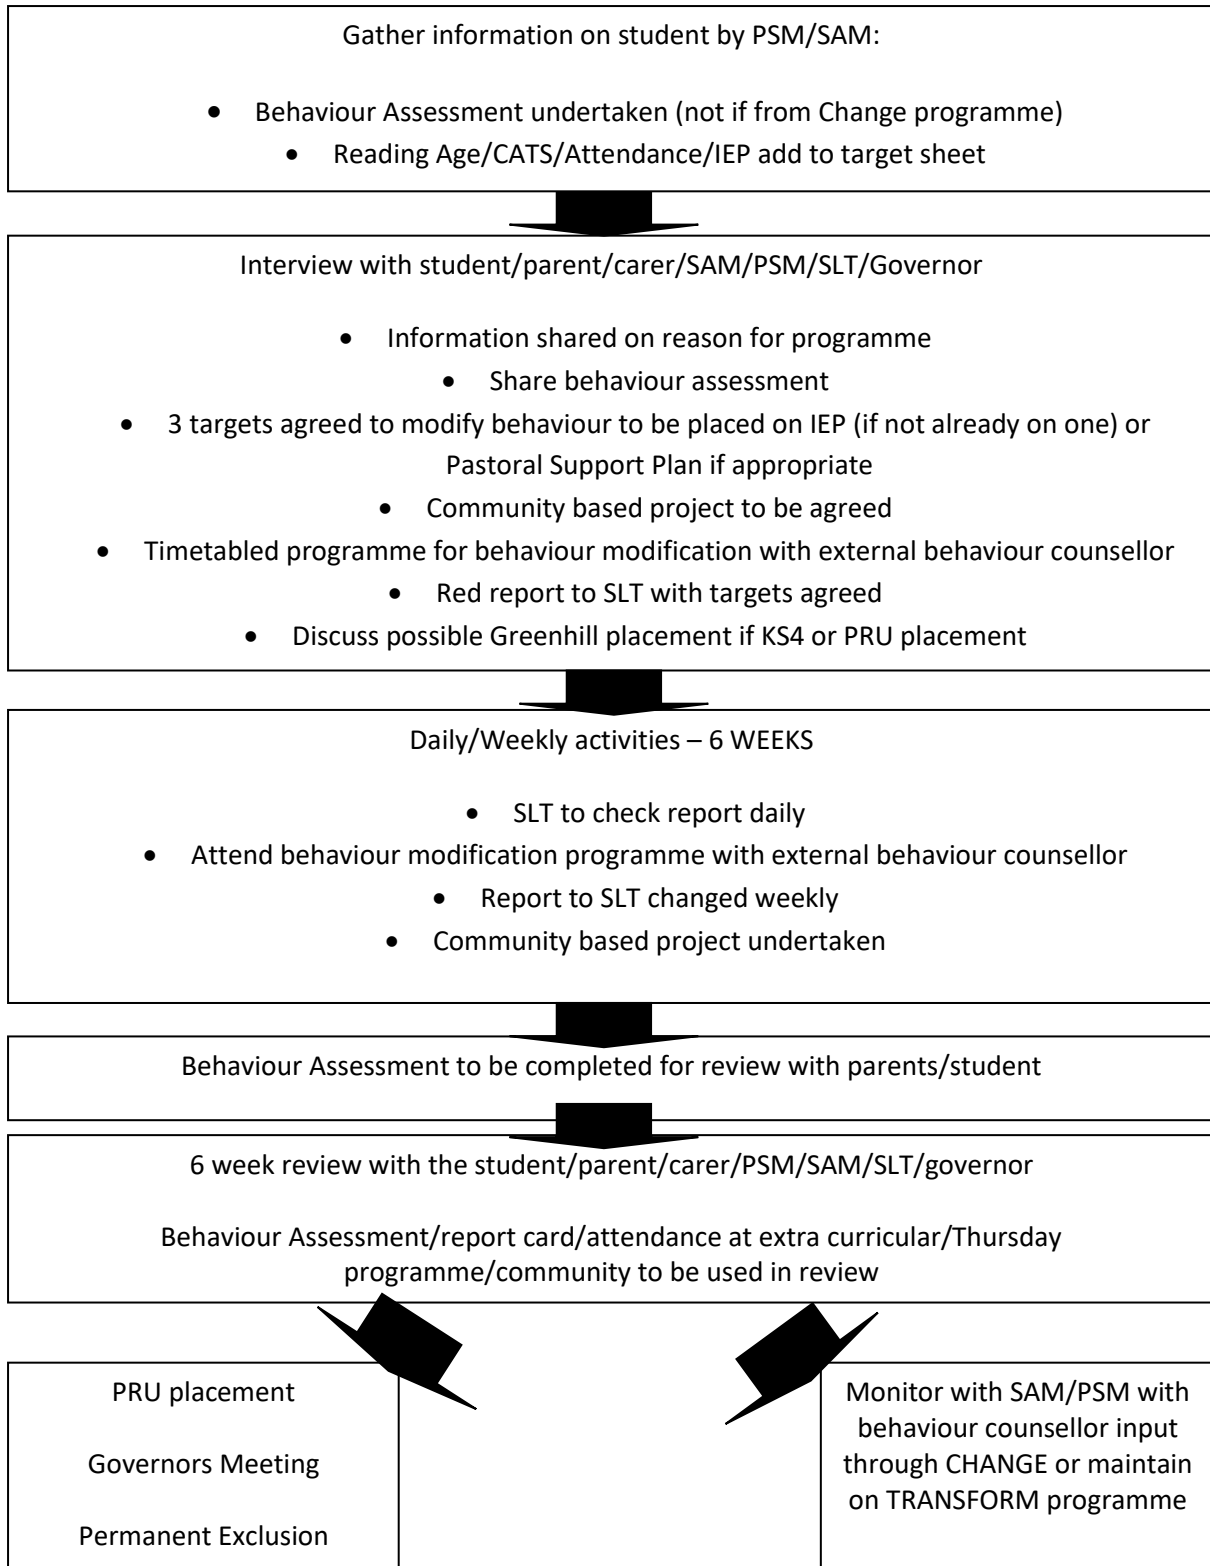 Gather information on student by PSM/SAM:
• Behaviour Assessment undertaken (not if from Change programme)
• Reading Age/CATS/Attendance/IEP add to target sheet
Interview with student/parent/carer/SAM/PSM/SLT/Governor
• Information shared on reason for programme
• Share behaviour assessment
• 3 targets agreed to modify behaviour to be placed on IEP (if not already on one) or
Pastoral Support Plan if appropriate
• Community based project to be agreed
• Timetabled programme for behaviour modification with external behaviour counsellor
• Red report to SLT with targets agreed
• Discuss possible Greenhill placement if KS4 or PRU placement
Daily/Weekly activities – 6 WEEKS
• SLT to check report daily
• Attend behaviour modification programme with external behaviour counsellor
• Report to SLT changed weekly
• Community based project undertaken
Behaviour Assessment to be completed for review with parents/student
6 week review with the student/parent/carer/PSM/SAM/SLT/governor
Behaviour Assessment/report card/attendance at extra curricular/Thursday
programme/community to be used in review
PRU placement
Governors Meeting
Permanent Exclusion
Monitor with SAM/PSM with
behaviour counsellor input
through CHANGE or maintain
on TRANSFORM programme